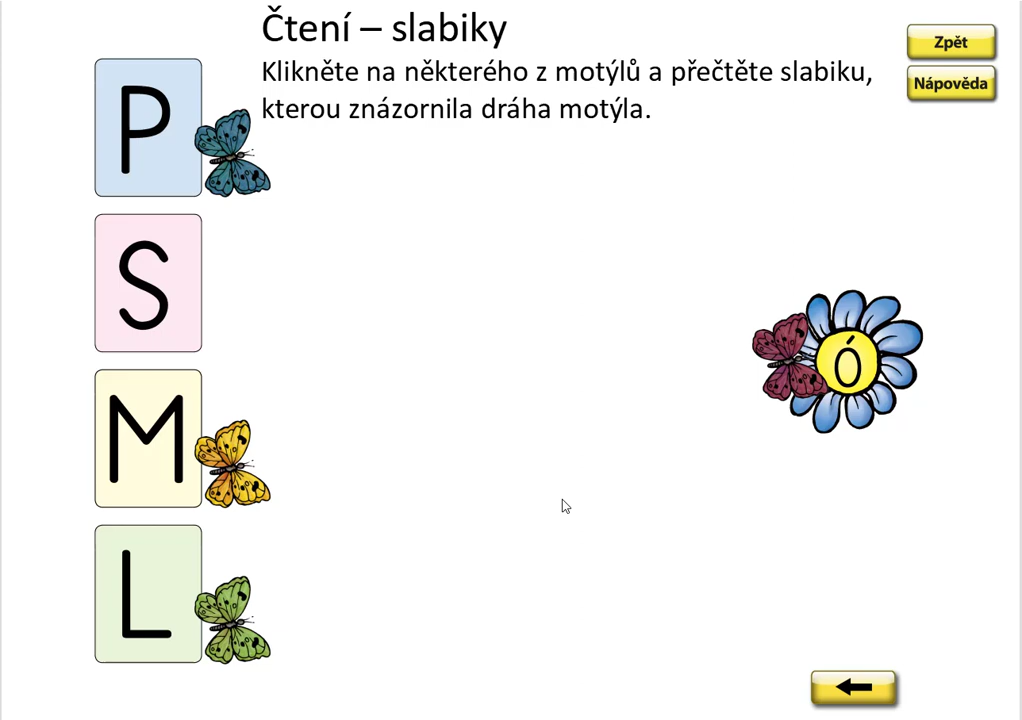 Čtení – slabiky
Klikněte na některého z motýlů a přečtěte slabiku,
kterou znázornila dráha motýla.
Zpět
Nápověda
P
S
M
L
Ó